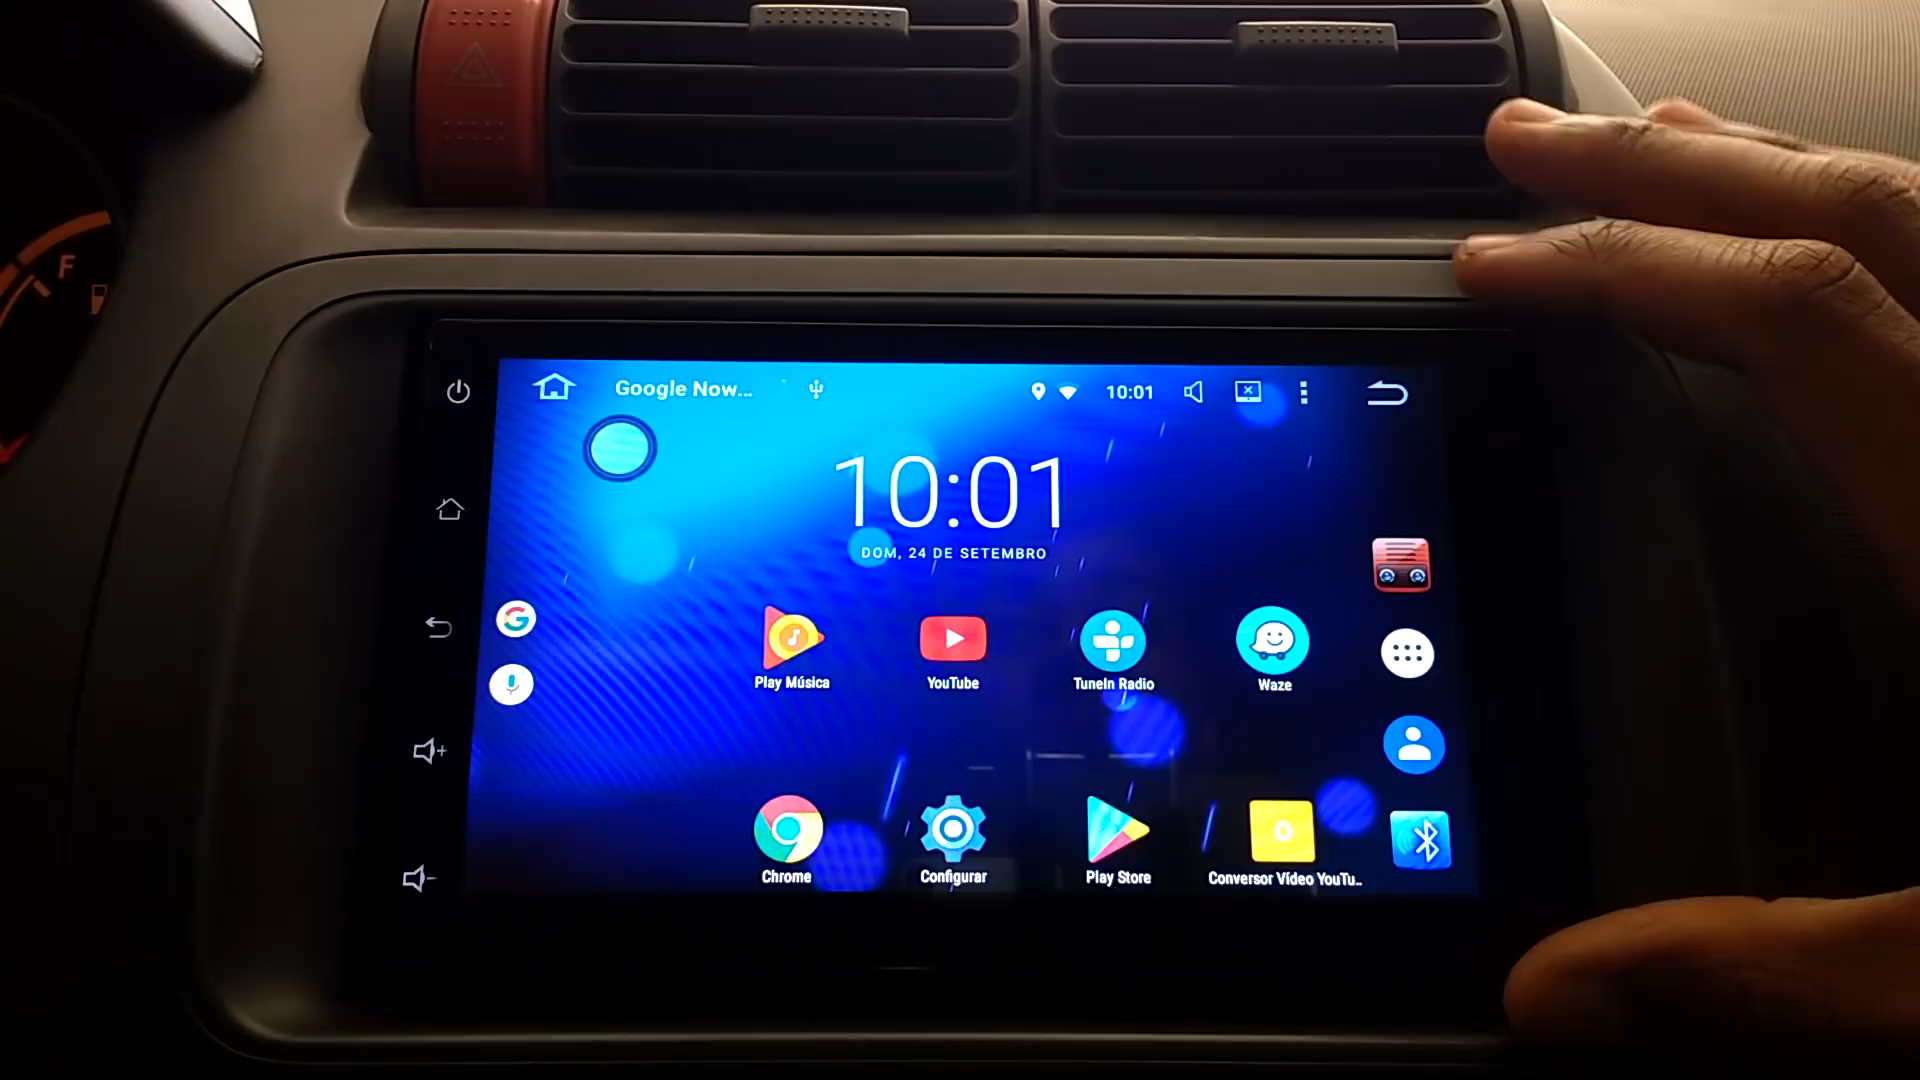 F
Google Now...
10:01
10:01
DOM, 24 DE SETEMBRO
G
Play Música
YouTube
TuneIn Radio
Waze
Chrome
Configurar
Play Store
Conversor Vídeo YouTu..